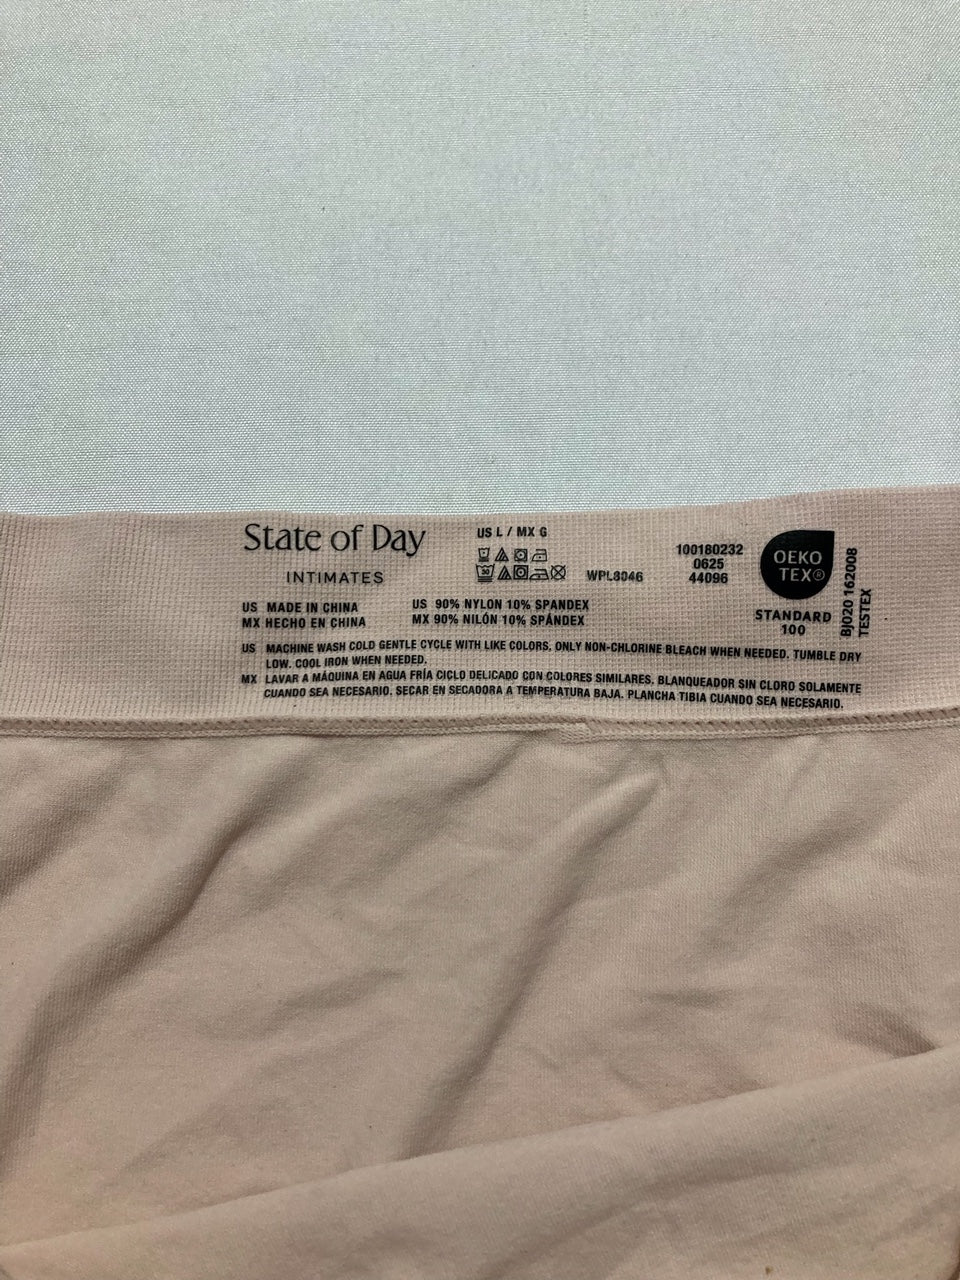 State of Day
INTIMATES
US L / MX G
WPL8046
100180232
0625
44096
OEKO
TEX®
STANDARD
100
BJ020 162008
TESTEX
US MADE IN CHINA
MX HECHO EN CHINA
US 90% NYLON 10% SPANDEX
MX 90% NILÓN 10% SPÁNDEX
US MACHINE WASH COLD GENTLE CYCLE WITH LIKE COLORS. ONLY NON-CHLORINE BLEACH WHEN NEEDED. TUMBLE DRY
LOW. COOL IRON WHEN NEEDED.
MX LAVAR A MÁQUINA EN AGUA FRÍA CICLO DELICADO CON COLORES SIMILARES. BLANQUEADOR SIN CLORO SOLAMENTE
CUANDO SEA NECESARIO. SECAR EN SECADORA A TEMPERATURA BAJA. PLANCHA TIBIA CUANDO SEA NECESARIO.